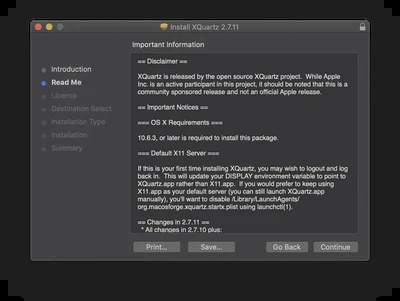 Install XQuartz 2.7.11
Important Information
Introduction
Read Me
Licence
Destination Select
Installation Type
Installation
Summary
== Disclaimer ==
XQuartz is released by the open source XQuartz project.  While Apple
Inc. is an active participant in this project, it should be noted that this is a
community sponsored release and not an official Apple release.
== Important Notices ==
=== OS X Requirements ===
10.6.3, or later is required to install this package.
=== Default X11 Server ===
If this is your first time installing XQuartz, you may wish to logout and log
back in.  This will update your DISPLAY environment variable to point to
XQuartz.app rather than X11.app.  If you would prefer to keep using
X11.app as your default server (you can still launch XQuartz.app
manually), you'll want to disable /Library/LaunchAgents/
org.macosforge.xquartz.startx.plist using launchctl(1).
== Changes in 2.7.11 ==
* All changes in 2.7.10 plus:
Print...
Save...
Go Back
Continue